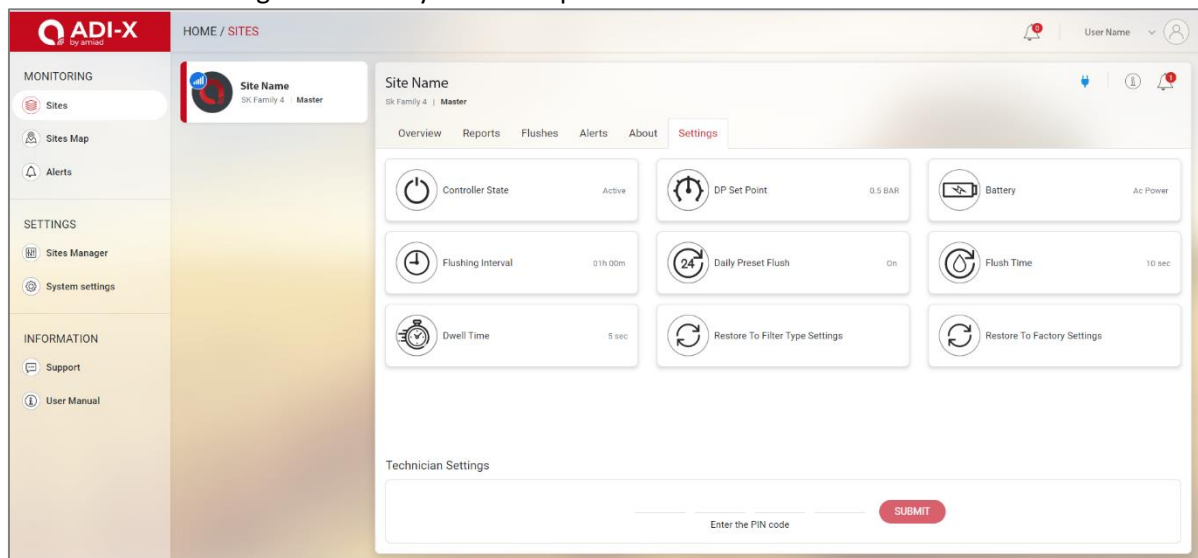 ADI-X
by amiad
HOME / SITES
0
User Name
MONITORING
Sites
Sites Map
Alerts
SETTINGS
Sites Manager
System settings
INFORMATION
Support
User Manual
Site Name
SK Family 4 | Master
Site Name
Sk Family 4 | Master
1
Overview Reports Flushes Alerts About Settings
Controller State Active
DP Set Point 0.5 BAR
Battery Ac Power
Flushing Interval 01h 00m
24 Daily Preset Flush On
Flush Time 10 sec
Dwell Time 5 sec
Restore To Filter Type Settings
Restore To Factory Settings
Technician Settings
Enter the PIN code
SUBMIT